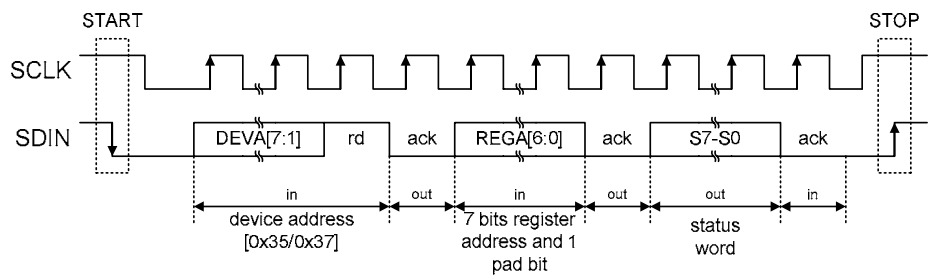 START
STOP
SCLK
SDIN
DEVA[7:1]
rd
ack
REGA[6:0]
ack
S7-S0
ack
in
out
in
out
out
in
device address
[0x35/0x37]
7 bits register
address and 1
pad bit
status
word